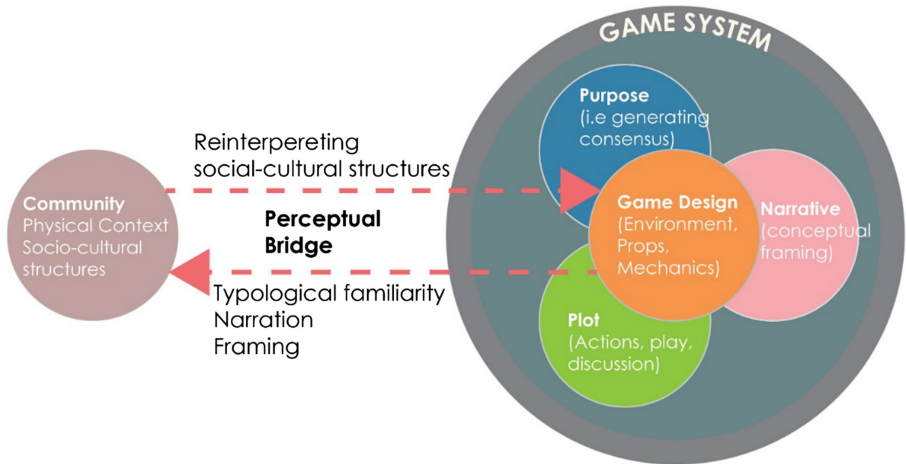 GAME SYSTEM
Purpose
(i.e generating
consensus)
Reinterpereting
social-cultural structures
Community
Physical Context
Socio-cultural
structures
Perceptual
Bridge
Game Design
(Environment,
Props,
Mechanics)
Narrative
(conceptual
framing)
Typological familiarity
Narration
Framing
Plot
(Actions, play,
discussion)